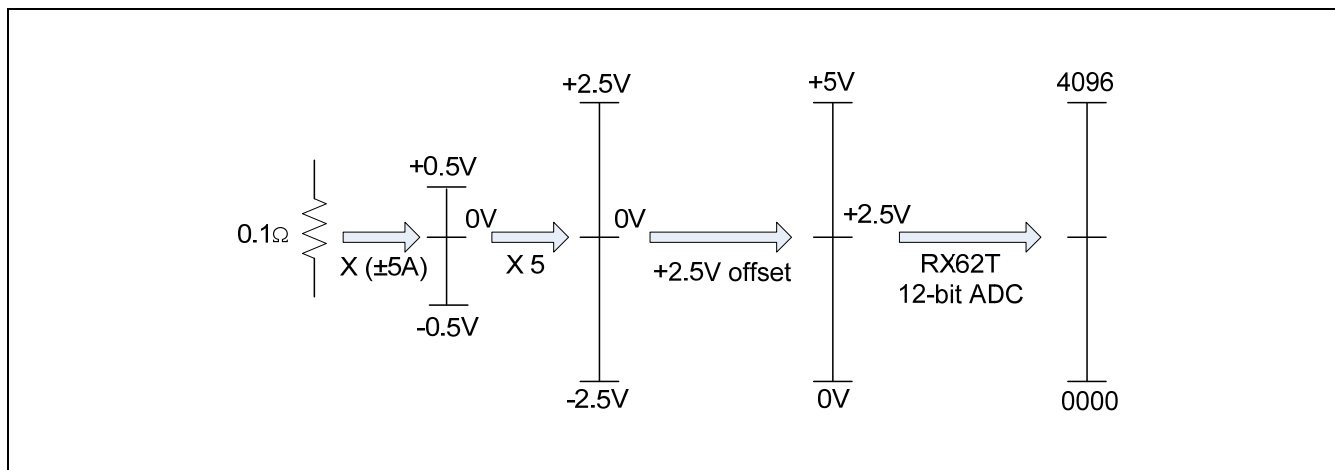 0.1Ω
X (±5A)
+0.5V
0V
-0.5V
X 5
+2.5V
0V
-2.5V
+2.5V offset
+5V
+2.5V
0V
RX62T
12-bit ADC
4096
0000